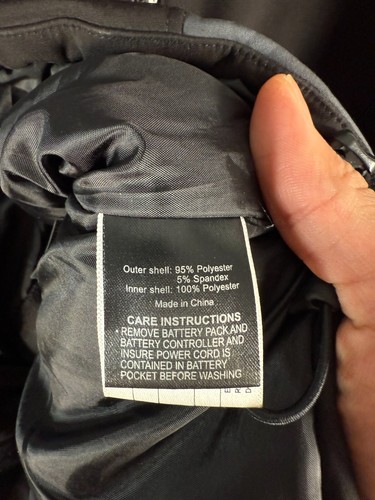 Outer shell: 95% Polyester
5% Spandex
Inner shell: 100% Polyester
Made in China
CARE INSTRUCTIONS
* REMOVE BATTERY PACK AND
BATTERY CONTROLLER AND
INSURE POWER CORD IS
CONTAINED IN BATTERY
POCKET BEFORE WASHING